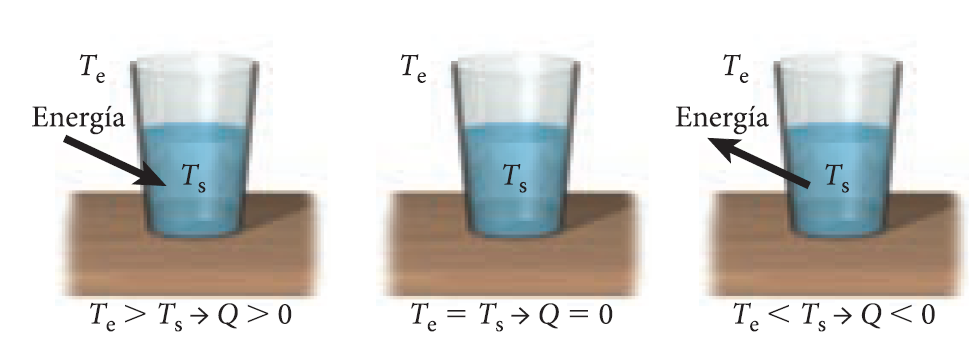 Te
Energía
Ts
Te > Ts → Q > 0
Te
Ts
Te = Ts → Q = 0
Te
Energía
Ts
Te < Ts → Q < 0